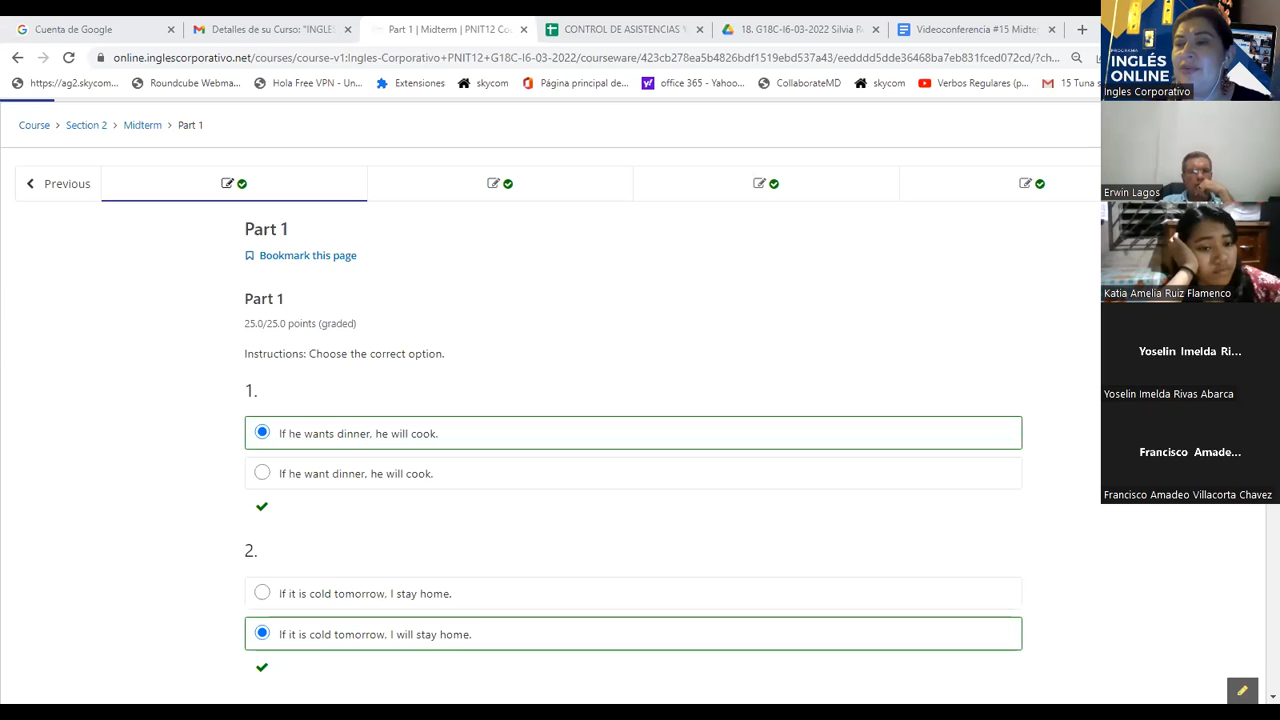 Cuenta de Google
Detalles de su Curso: "INGLES
Part 1 | Midterm | PNIT12 Co
CONTROL DE ASISTENCIAS
18. G18C-I6-03-2022 Silvia R
Videoconferencia #15 Midte
online.inglescorporativo.net/courses/course-v1:Ingles-Corp
PNIT12+G18C-I6-03-2022/courseware/423cb278ea5b4326bdf1519ebd537a43/eedddd5dde36468ba7eb831fced072cd/?ch...
https://ag2.skycom...
Roundcube Webma...
Hola Free VPN - Un...
Extensiones
skycom
Página principal de...
office 365 - Yahoo...
CollaborateMD
skycom
Verbos Regulares (p...
15 Tuna s
Course > Section 2 > Midterm > Part 1
Previous
Part 1
Bookmark this page
Part 1
25.0/25.0 points (graded)
Instructions: Choose the correct option.
1.
If he wants dinner, he will cook.
If he want dinner, he will cook.
2.
If it is cold tomorrow, I stay home.
If it is cold tomorrow, I will stay home.
PROGRAMA
INGLÉS
ONLINE
Ingles Corporativo
Erwin Lagos
Katia Amelia Ruiz Flamenco
Yoselin Imelda Ri...
Yoselin Imelda Rivas Abarca
Francisco Amade...
Francisco Amadeo Villacorta Chavez